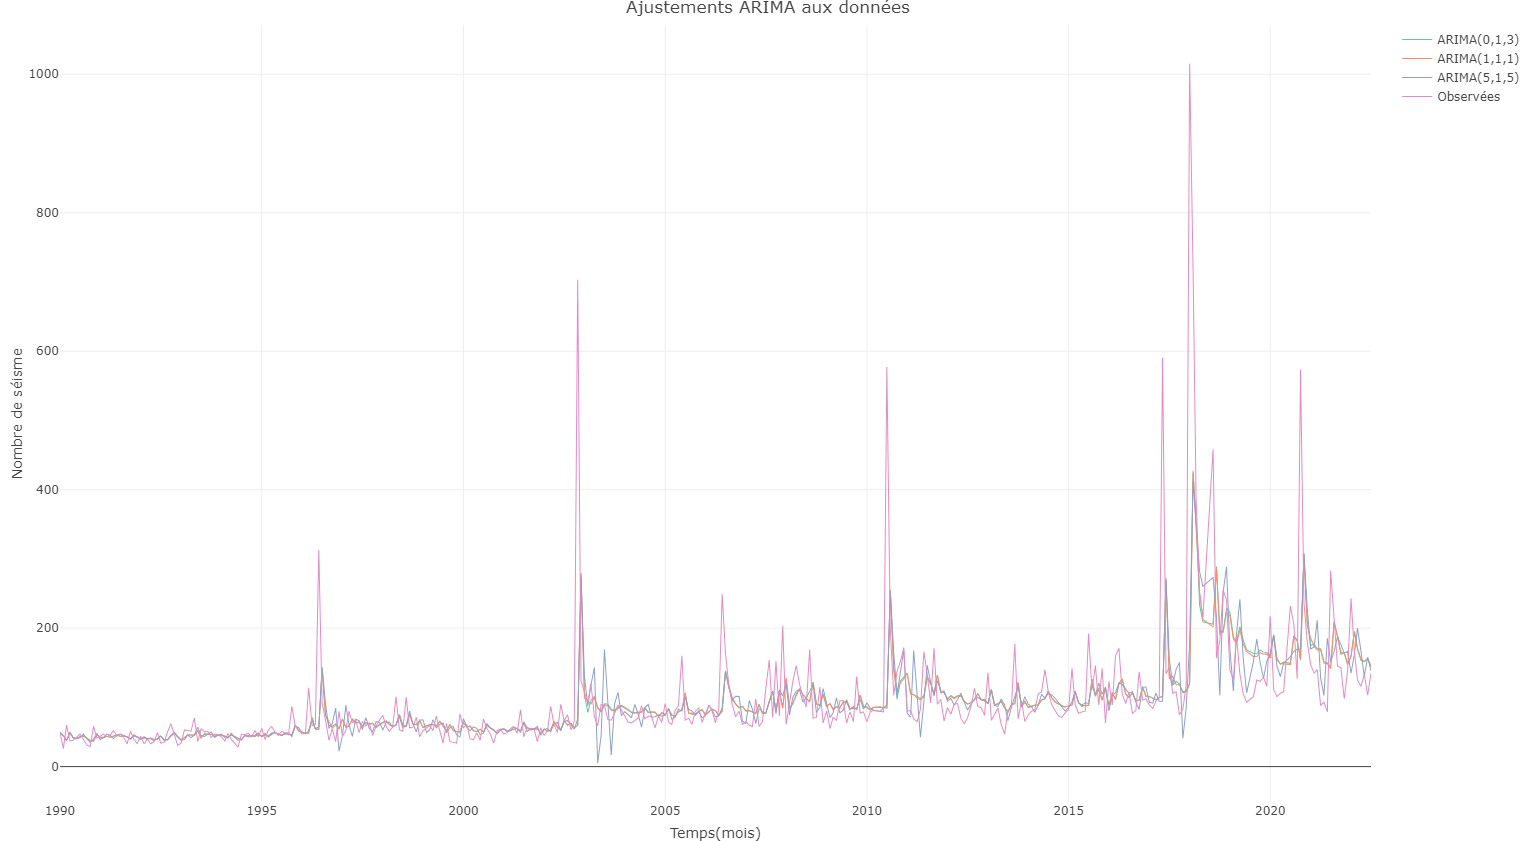 Ajustements ARIMA aux données
ARIMA(0,1,3)
ARIMA(1,1,1)
ARIMA(5,1,5)
Observées
1000
800
600
400
200
0
Nombre de séisme
1990 1995 2000 2005 2010 2015 2020
Temps(mois)